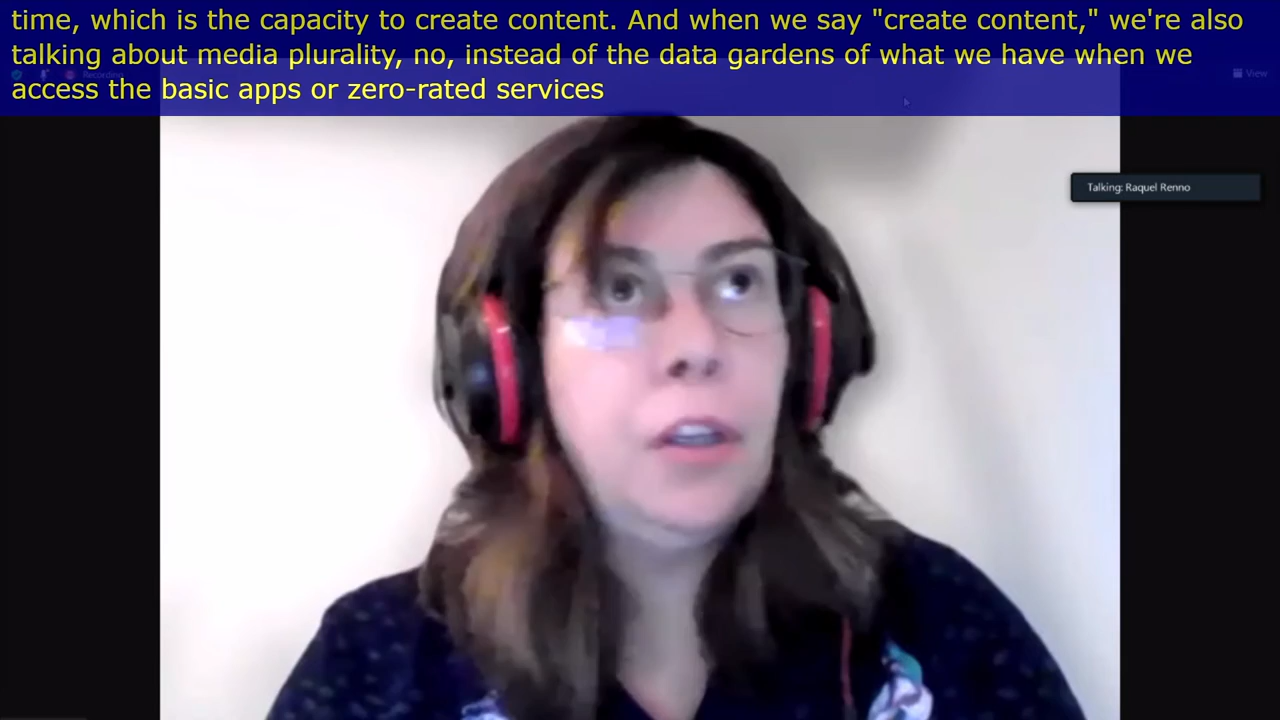 time, which is the capacity to create content. And when we say "create content," we're also
talking about media plurality, no, instead of the data gardens of what we have when we
Recording
View
access the basic apps or zero-rated services
Talking: Raquel Renno